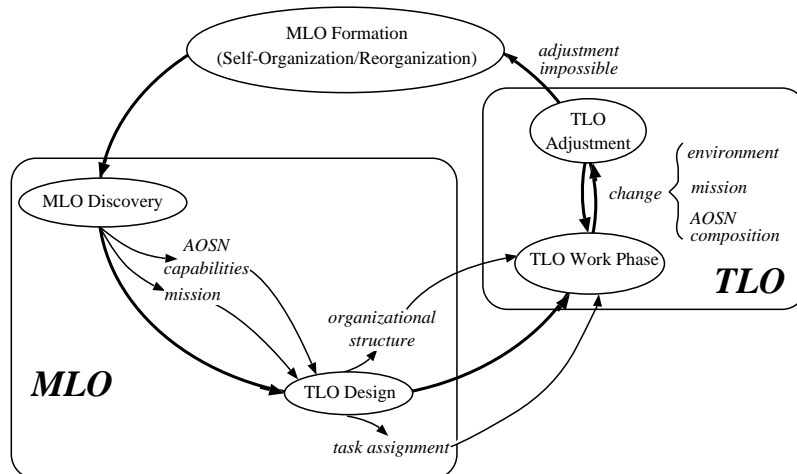 MLO Formation
(Self-Organization/Reorganization)
adjustment
impossible
TLO
Adjustment
environment
change
mission
AOSN
composition
MLO Discovery
AOSN
capabilities
mission
TLO Work Phase
TLO
organizational
structure
MLO
TLO Design
task assignment